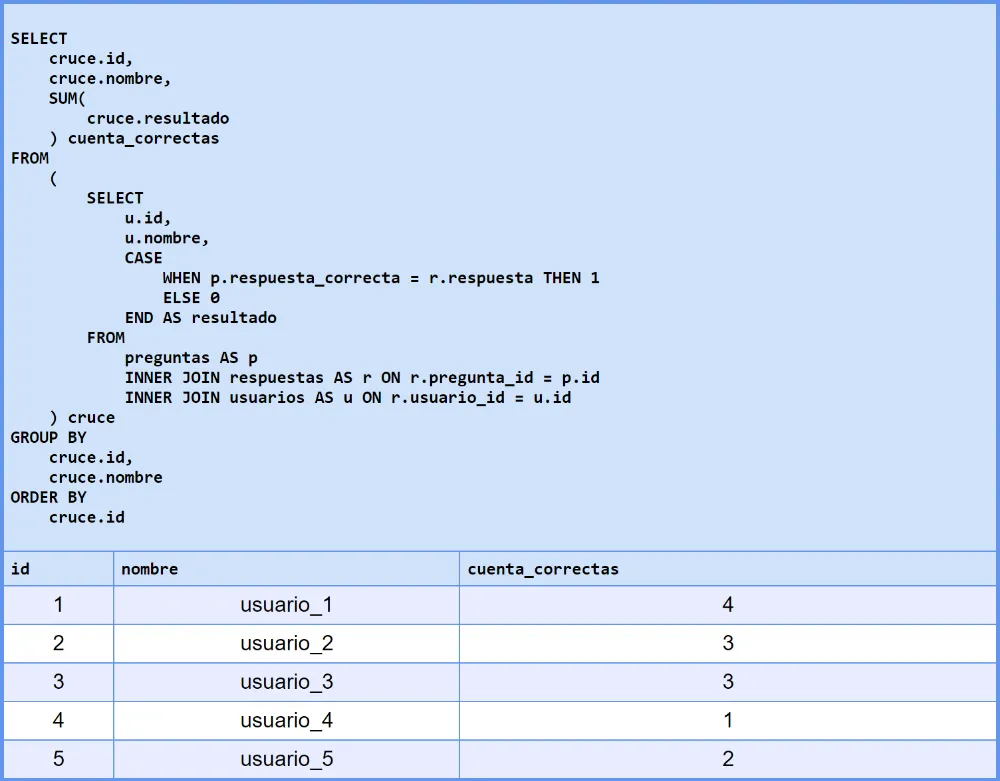 SELECT
cruce.id,
cruce.nombre,
SUM(
cruce.resultado
) cuenta_correctas
FROM
(
SELECT
u.id,
u.nombre,
CASE
WHEN p.respuesta_correcta = r.respuesta THEN 1
ELSE 0
END AS resultado
FROM
preguntas AS p
INNER JOIN respuestas AS r ON r.pregunta_id = p.id
INNER JOIN usuarios AS u ON r.usuario_id = u.id
) cruce
GROUP BY
cruce.id,
cruce.nombre
ORDER BY
cruce.id
id nombre cuenta_correctas
1 usuario_1 4
2 usuario_2 3
3 usuario_3 3
4 usuario_4 1
5 usuario_5 2